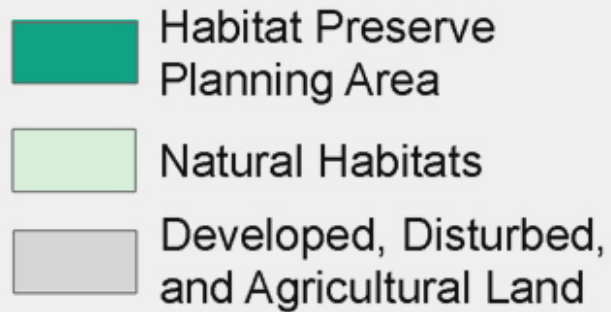 Habitat Preserve
Planning Area
Natural Habitats
Developed, Disturbed,
and Agricultural Land